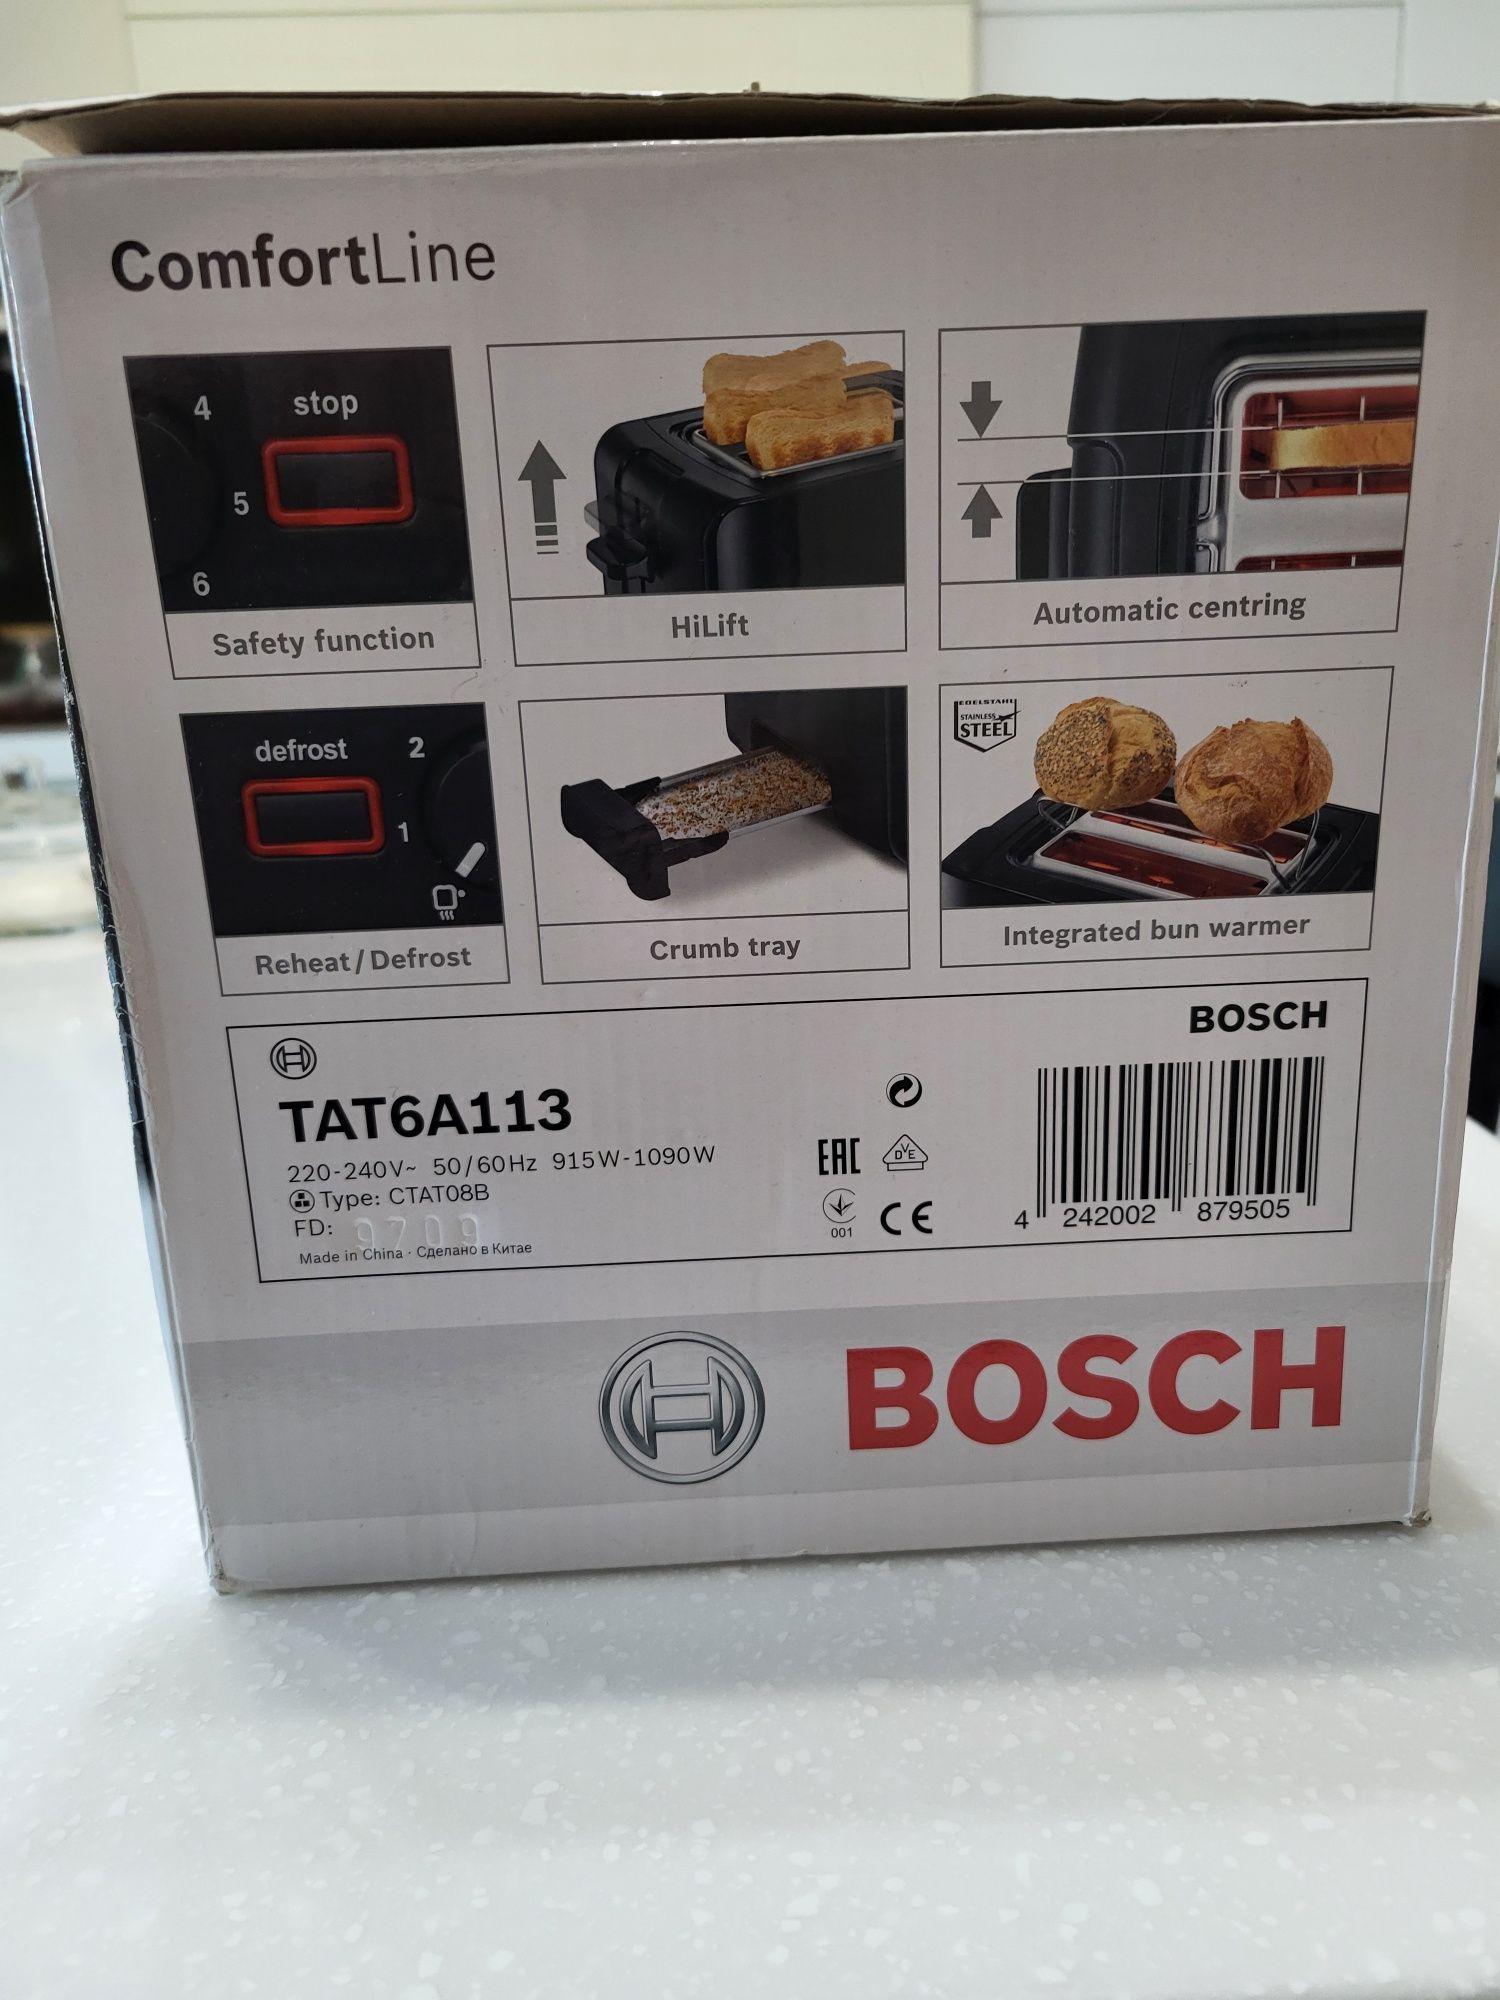 ComfortLine
4
stop
5
6
Safety function
HiLift
Automatic centring
defrost
2
1
Reheat/Defrost
Crumb tray
EDELSTAHL
STAINLESS
STEEL
Integrated bun warmer
BOSCH
TAT6A113
220-240V~ 50/60Hz 915W-1090W
Type: CTAT08B
FD: 9709
Made in China · Сделано в Китае
EAC
DVE
001
CE
4 242002 879505
BOSCH